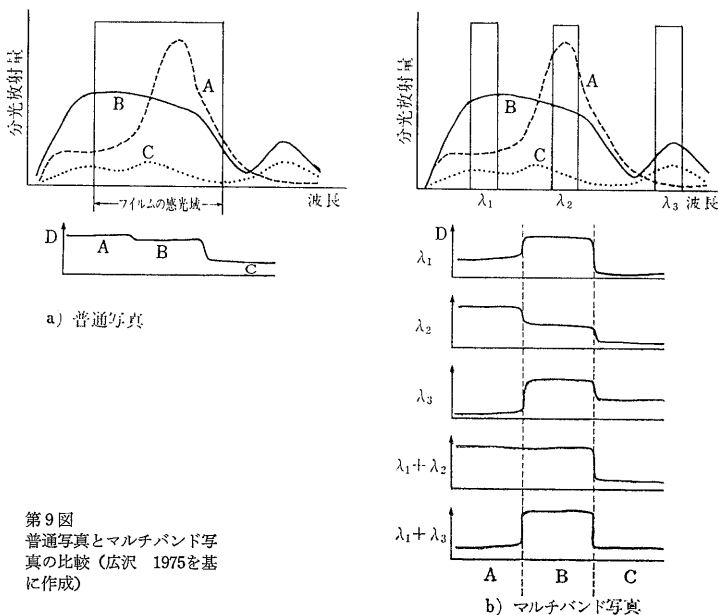 分光放射量
A
B
C
フイルムの感光域
波長
D
A
B
C
a) 普通写真
分光放射量
A
B
C
λ₁
λ₂
λ₃
波長
D
λ₁
λ₂
λ₃
λ₁+λ₂
λ₁+λ₃
A
B
C
b) マルチバンド写真
第9図
普通写真とマルチバンド写
真の比較（広沢　1975を基
に作成）